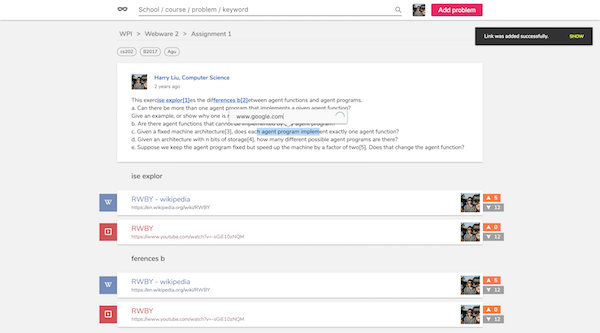 School / course / problem / keyword
Add problem
WPI > Webware 2 > Assignment 1
Link was added successfully. SHOW
cs202 B2017 Agu
Harry Liu, Computer Science
2 years ago
This exercise explor[1]es the differences b[2]etween agent functions and agent programs.
a. Can there be more than one agent program that implements a given agent function?
Give an example, or show why one is n
www.google.com
b. Are there agent functions that cannot be implemented by any agent program?
c. Given a fixed machine architecture[3], does each agent program implement exactly one agent function?
d. Given an architecture with n bits of storage[4], how many different possible agent programs are there?
e. Suppose we keep the agent program fixed but speed up the machine by a factor of two[5]. Does that change the agent function?
ise explor
W RWBY - wikipedia 5
https://en.wikipedia.org/wiki/RWBY 12
RWBY 0
https://www.youtube.com/watch?v=-sGiE10zNQM 12
ferences b
W RWBY - wikipedia 5
https://en.wikipedia.org/wiki/RWBY 12
RWBY 0
https://www.youtube.com/watch?v=-sGiE10zNQM 12